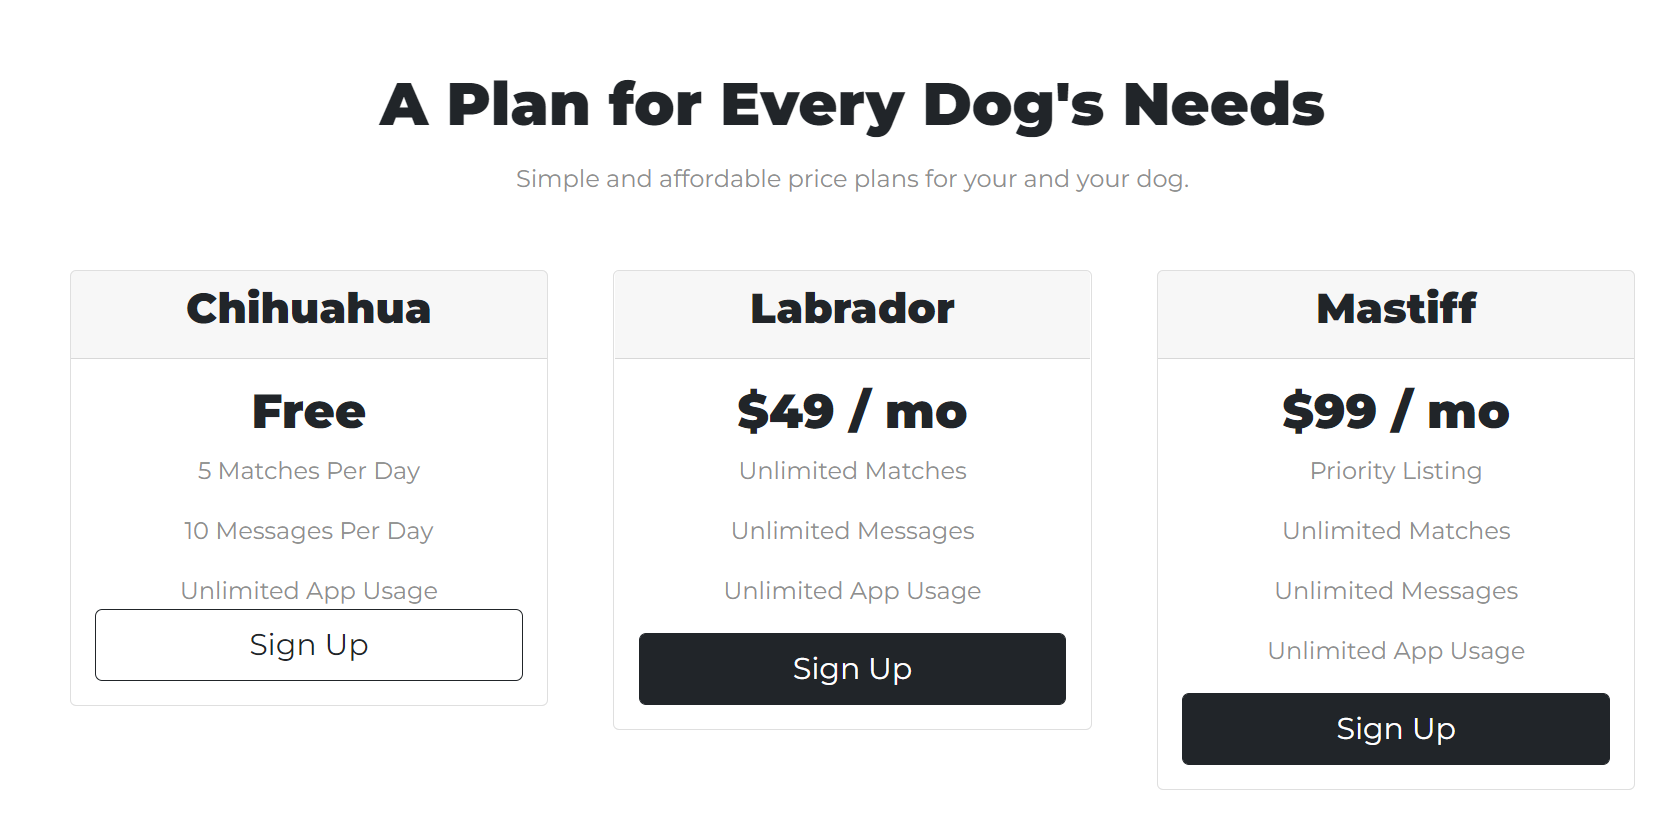 A Plan for Every Dog's Needs
Simple and affordable price plans for your and your dog.
Chihuahua
Free
5 Matches Per Day
10 Messages Per Day
Unlimited App Usage
Sign Up
Labrador
$49 / mo
Unlimited Matches
Unlimited Messages
Unlimited App Usage
Sign Up
Mastiff
$99 / mo
Priority Listing
Unlimited Matches
Unlimited Messages
Unlimited App Usage
Sign Up